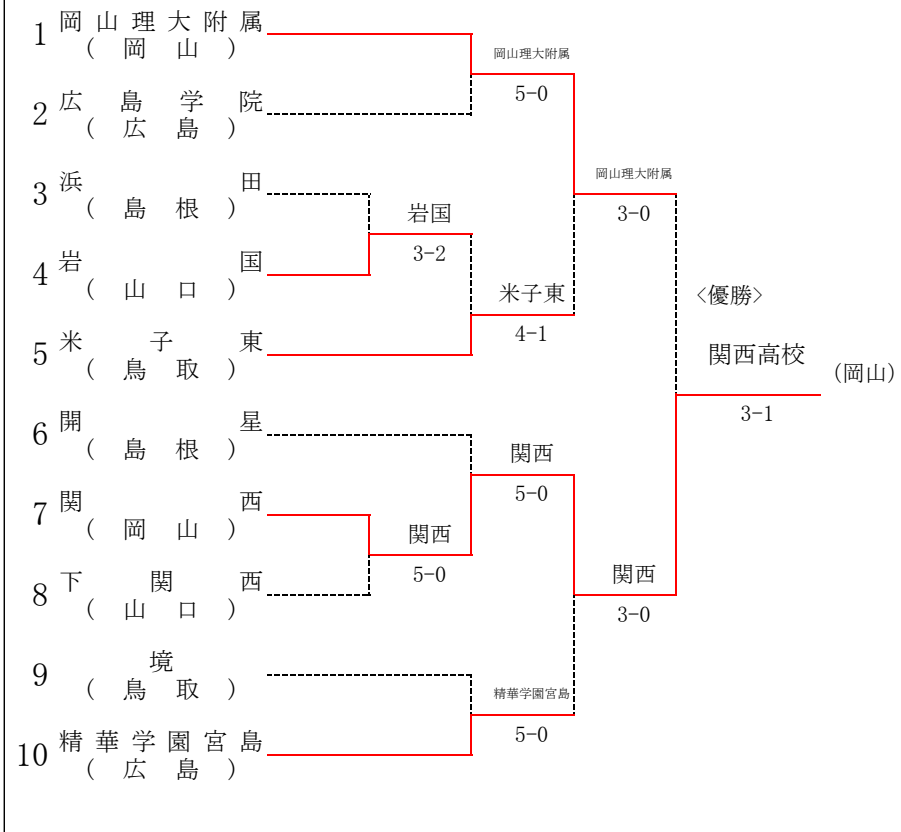 1 岡山理大附属
(岡山)
岡山理大附属
5-0
2 広島学院
(広島)
岡山理大附属
3-0
3 浜田
(島根)
岩国
3-2
4 岩国
(山口)
米子東
4-1
<優勝>
5 米子東
(鳥取)
関西高校
(岡山)
3-1
6 開星
(島根)
関西
5-0
7 関西
(岡山)
関西
5-0
8 下関西
(山口)
関西
3-0
9 境
(鳥取)
精華学園宮島
5-0
10 精華学園宮島
(広島)